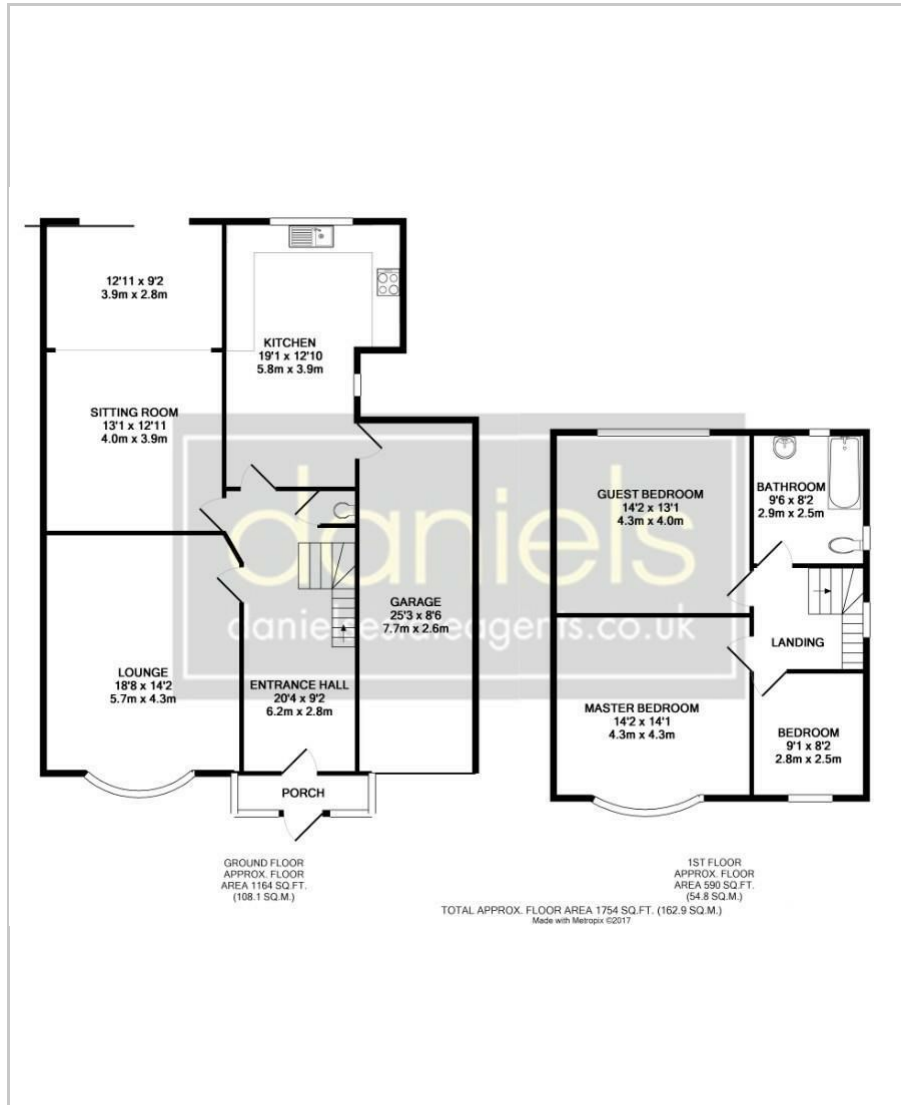 12'11 x 9'2
3.9m x 2.8m
KITCHEN
19'1 x 12'10
5.8m x 3.9m
SITTING ROOM
13'1 x 12'11
4.0m x 3.9m
LOUNGE
18'8 x 14'2
5.7m x 4.3m
ENTRANCE HALL
20'4 x 9'2
6.2m x 2.8m
GARAGE
25'3 x 8'6
7.7m x 2.6m
PORCH
GROUND FLOOR
APPROX. FLOOR
AREA 1164 SQ.FT.
(108.1 SQ.M.)
GUEST BEDROOM
14'2 x 13'1
4.3m x 4.0m
BATHROOM
9'6 x 8'2
2.9m x 2.5m
LANDING
MASTER BEDROOM
14'2 x 14'1
4.3m x 4.3m
BEDROOM
9'1 x 8'2
2.8m x 2.5m
1ST FLOOR
APPROX. FLOOR
AREA 590 SQ.FT.
(54.8 SQ.M.)
TOTAL APPROX. FLOOR AREA 1754 SQ.FT. (162.9 SQ.M.)
Made with Metropix ©2017
daniels
danielsestateagents.co.uk